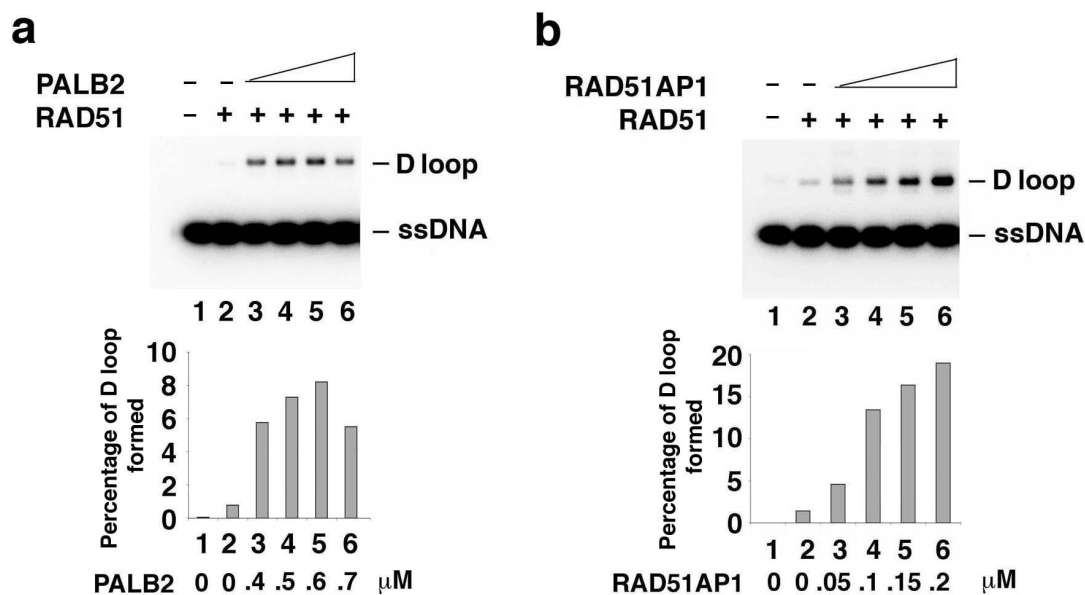 a
PALB2 – –
RAD51 – + + + + +
– D loop
– ssDNA
1 2 3 4 5 6
Percentage of D loop
formed
10
8
6
4
2
0
1 2 3 4 5 6
PALB2 0 0 .4 .5 .6 .7 μM
b
RAD51AP1 – –
RAD51 – + + + + +
– D loop
– ssDNA
1 2 3 4 5 6
Percentage of D loop
formed
20
15
10
5
0
1 2 3 4 5 6
RAD51AP1 0 0 .05 .1 .15 .2 μM